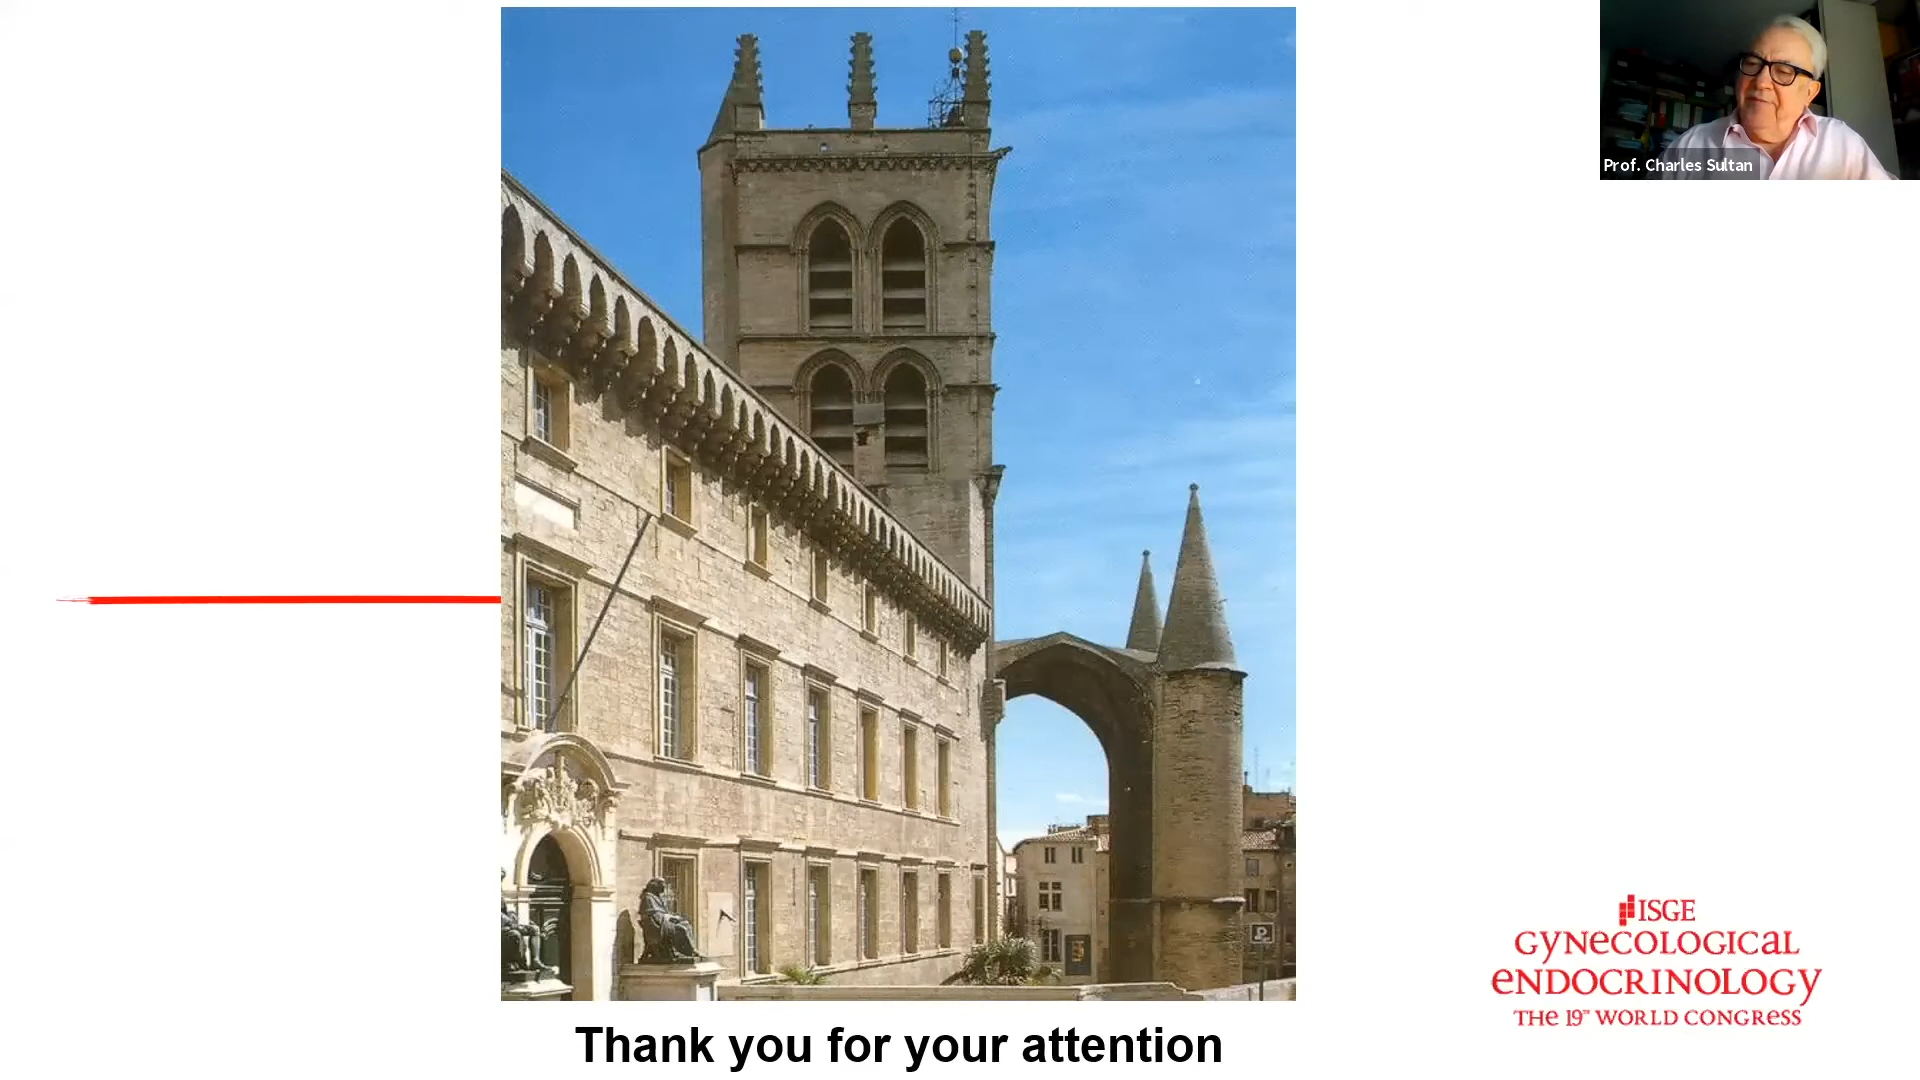 Prof. Charles Sultan
P
ISGE
GYNECOLOGICAL
ENDOCRINOLOGY
THE 19TH WORLD CONGRESS
Thank you for your attention